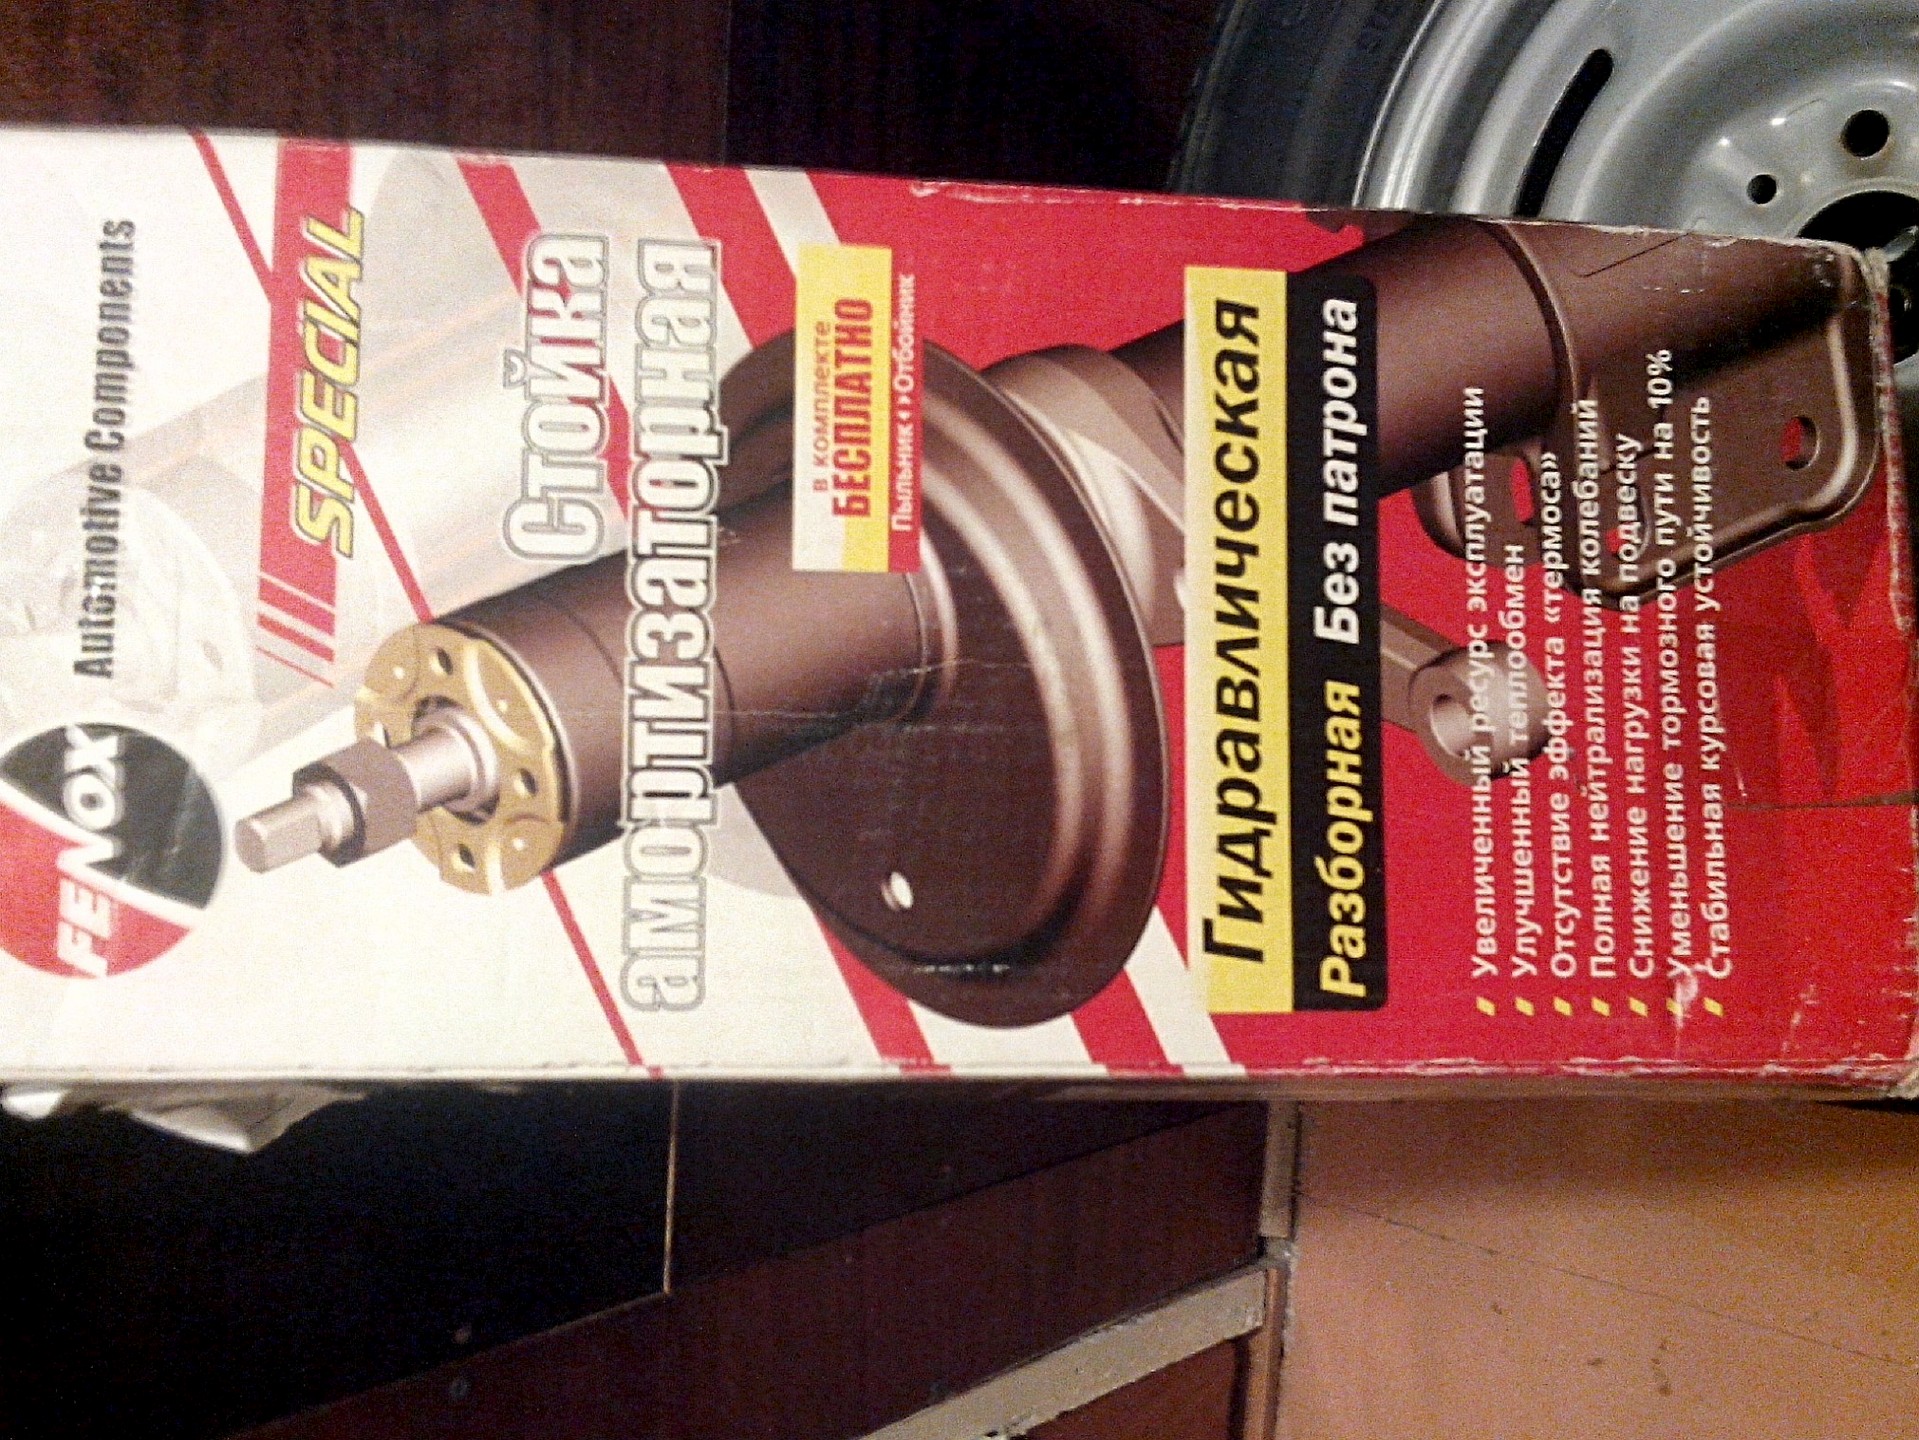 FENOX
Automotive Components
SPECIAL
Стойка
амортизаторная
в комплекте
БЕСПЛАТНО
Пыльник<•>Отбойник
Гидравлическая
Разборная Без патрона
Увеличенный ресурс эксплуатации
Улучшенный теплообмен
Отсутствие эффекта «термоса»
Полная нейтрализация колебаний
Снижение нагрузки на подвеску
Уменьшение тормозного пути на 10%
Стабильная курсовая устойчивость